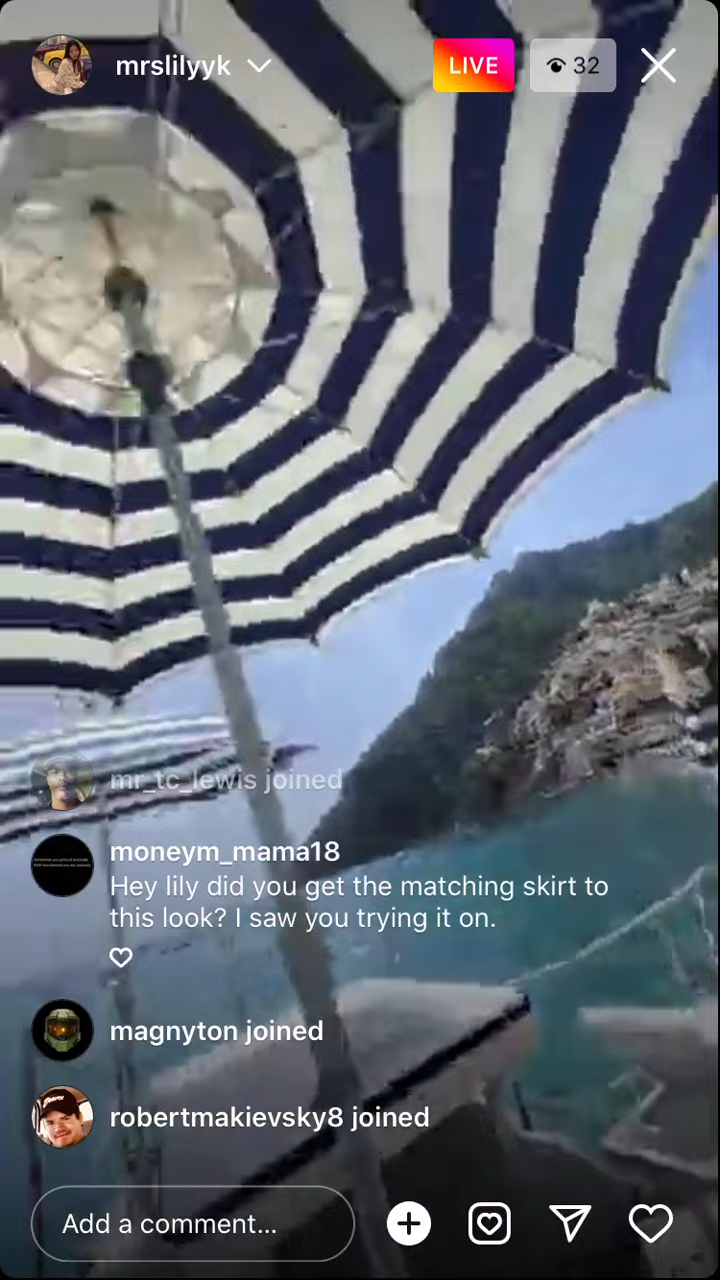 mrslilyyk
LIVE
32
mr_tc_lewis joined
moneym_mama18
Hey lily did you get the matching skirt to
this look? I saw you trying it on.
magnyton joined
robertmakievsky8 joined
Add a comment...